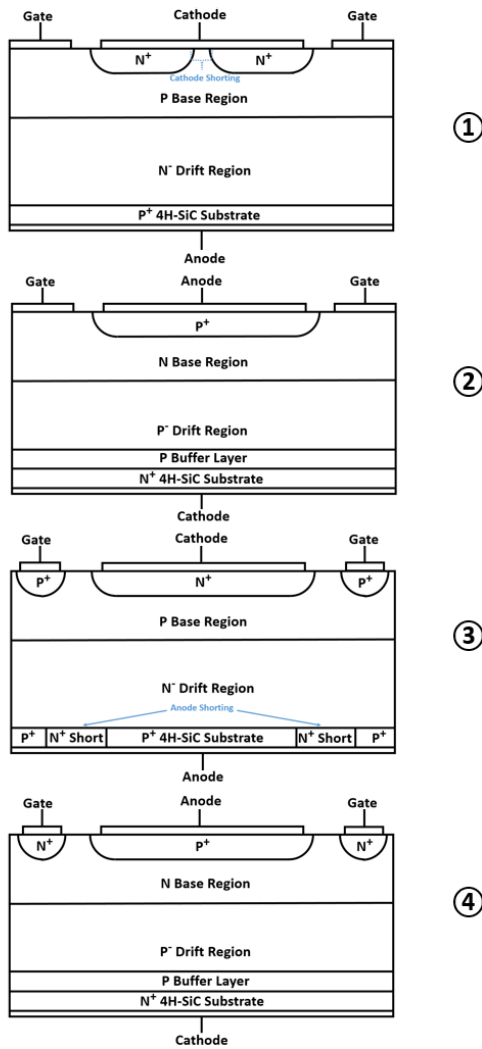 Gate Cathode Gate
N⁺ N⁺
Cathode Shorting
P Base Region
①
N⁻ Drift Region
P⁺ 4H-SiC Substrate
Anode
Gate Anode Gate
P⁺
N Base Region
②
P⁻ Drift Region
P Buffer Layer
N⁺ 4H-SiC Substrate
Cathode
Gate Cathode Gate
P⁺ N⁺ P⁺
P Base Region
③
N⁻ Drift Region
Anode Shorting
P⁺ N⁺ Short P⁺ 4H-SiC Substrate N⁺ Short P⁺
Anode
Gate Anode Gate
N⁺ P⁺ N⁺
N Base Region
④
P⁻ Drift Region
P Buffer Layer
N⁺ 4H-SiC Substrate
Cathode